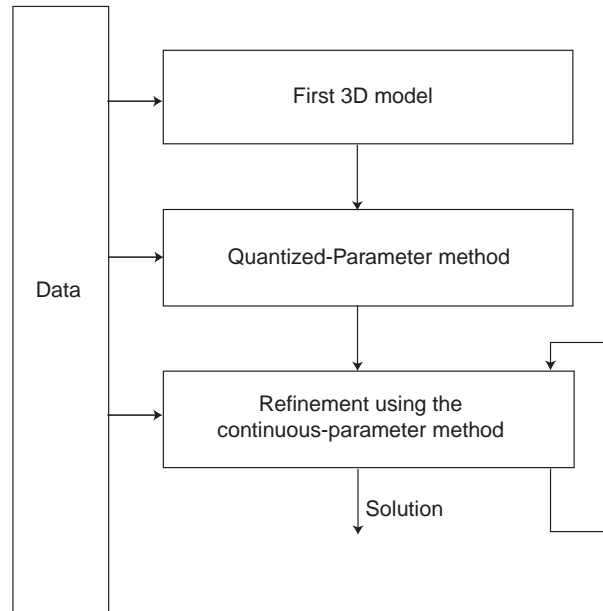 First 3D model
Quantized-Parameter method
Data
Refinement using the
continuous-parameter method
Solution